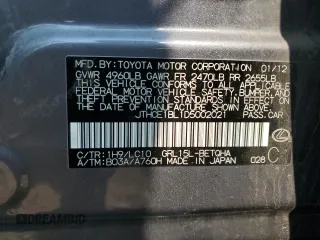 MFD. BY: TOYOTA MOTOR CORPORATION 01/12
GVWR 4960LB GAWR FR 2470LB RR 2655LB
THIS VEHICLE CONFORMS TO ALL APPLICABLE
FEDERAL MOTOR VEHICLE SAFETY,
BUMPER, AND THEFT PREVENTION STANDARDS
IN EFFECT ON THE DATE OF
MANUFACTURE SHOWN ABOVE.
JTHCE1BL1D5002021 PASS.CAR
C/TR:1H9/LC10 GRL15L-BETQHA
A/TM:B03A/A760H MADE IN JAPAN 028 C
AUTOBIDMASTER